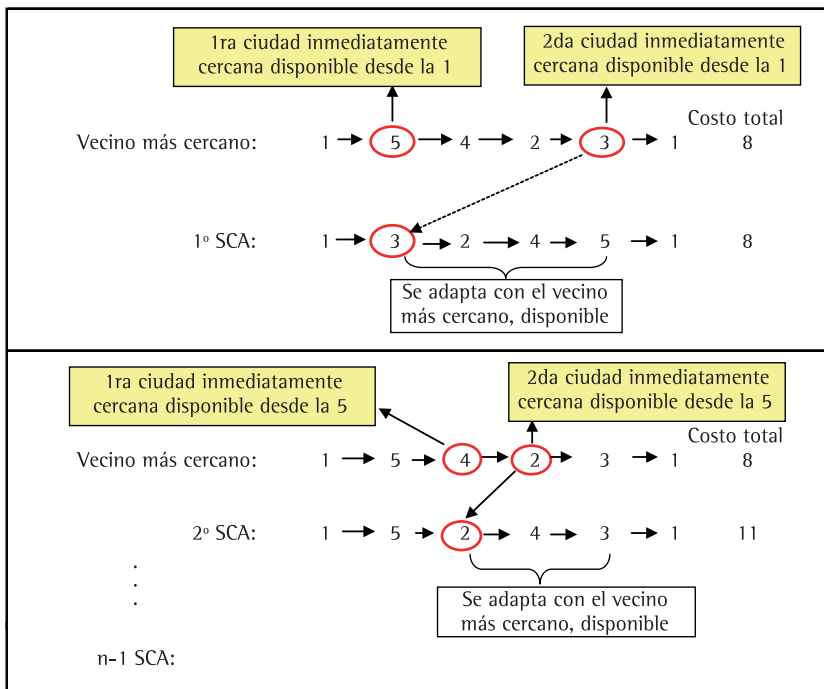 1ra ciudad inmediatamente
cercana disponible desde la 1
2da ciudad inmediatamente
cercana disponible desde la 1
Costo total
Vecino más cercano: 1 5 4 2 3 1 8
1º SCA: 1 3 2 4 5 1 8
Se adapta con el vecino
más cercano, disponible
1ra ciudad inmediatamente
cercana disponible desde la 5
2da ciudad inmediatamente
cercana disponible desde la 5
Costo total
Vecino más cercano: 1 5 4 2 3 1 8
2º SCA: 1 5 2 4 3 1 11
.
.
.
Se adapta con el vecino
más cercano, disponible
n-1 SCA: